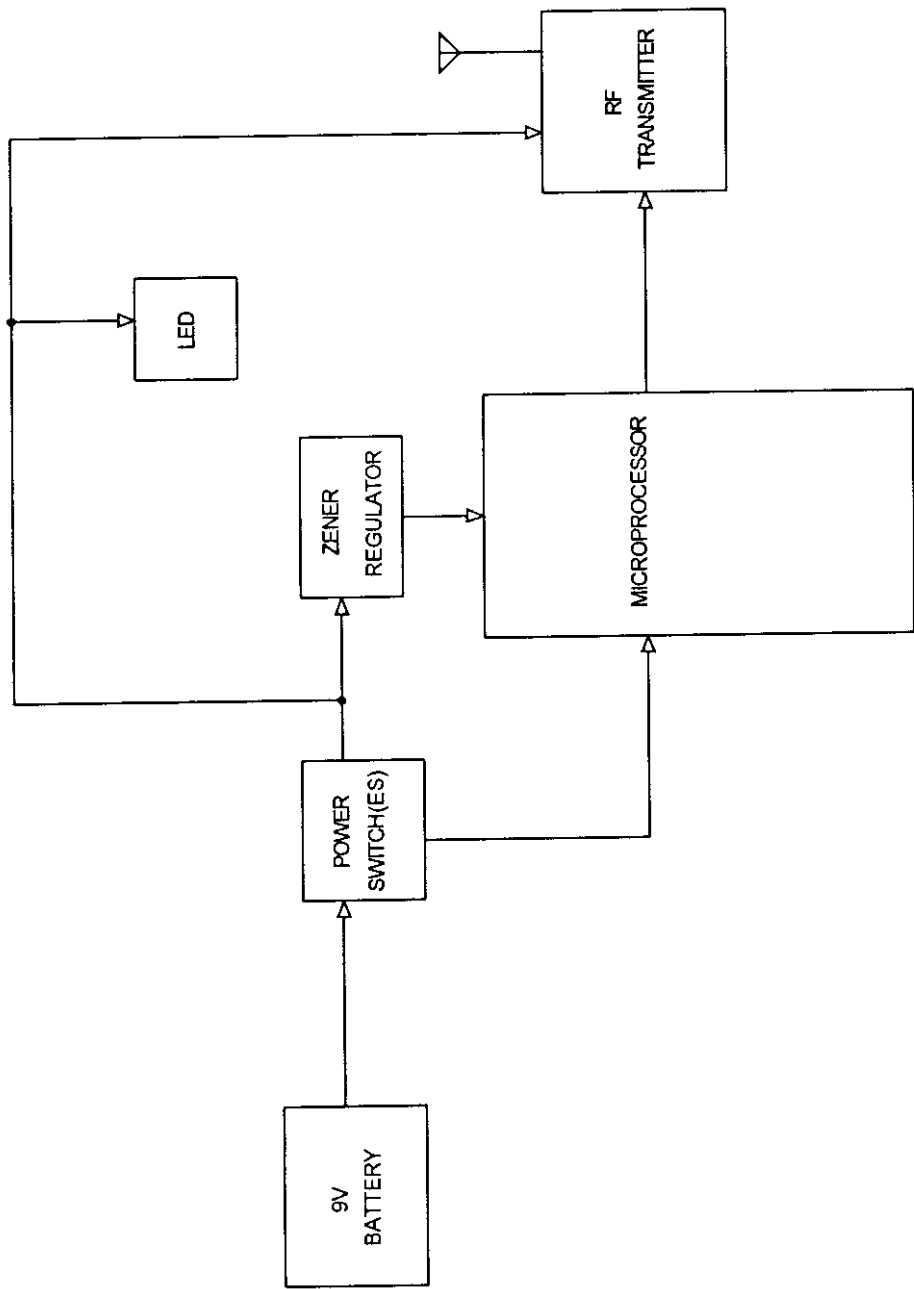 9V
BATTERY
POWER
SWITCH(ES)
ZENER
REGULATOR
LED
MICROPROCESSOR
RF
TRANSMITTER